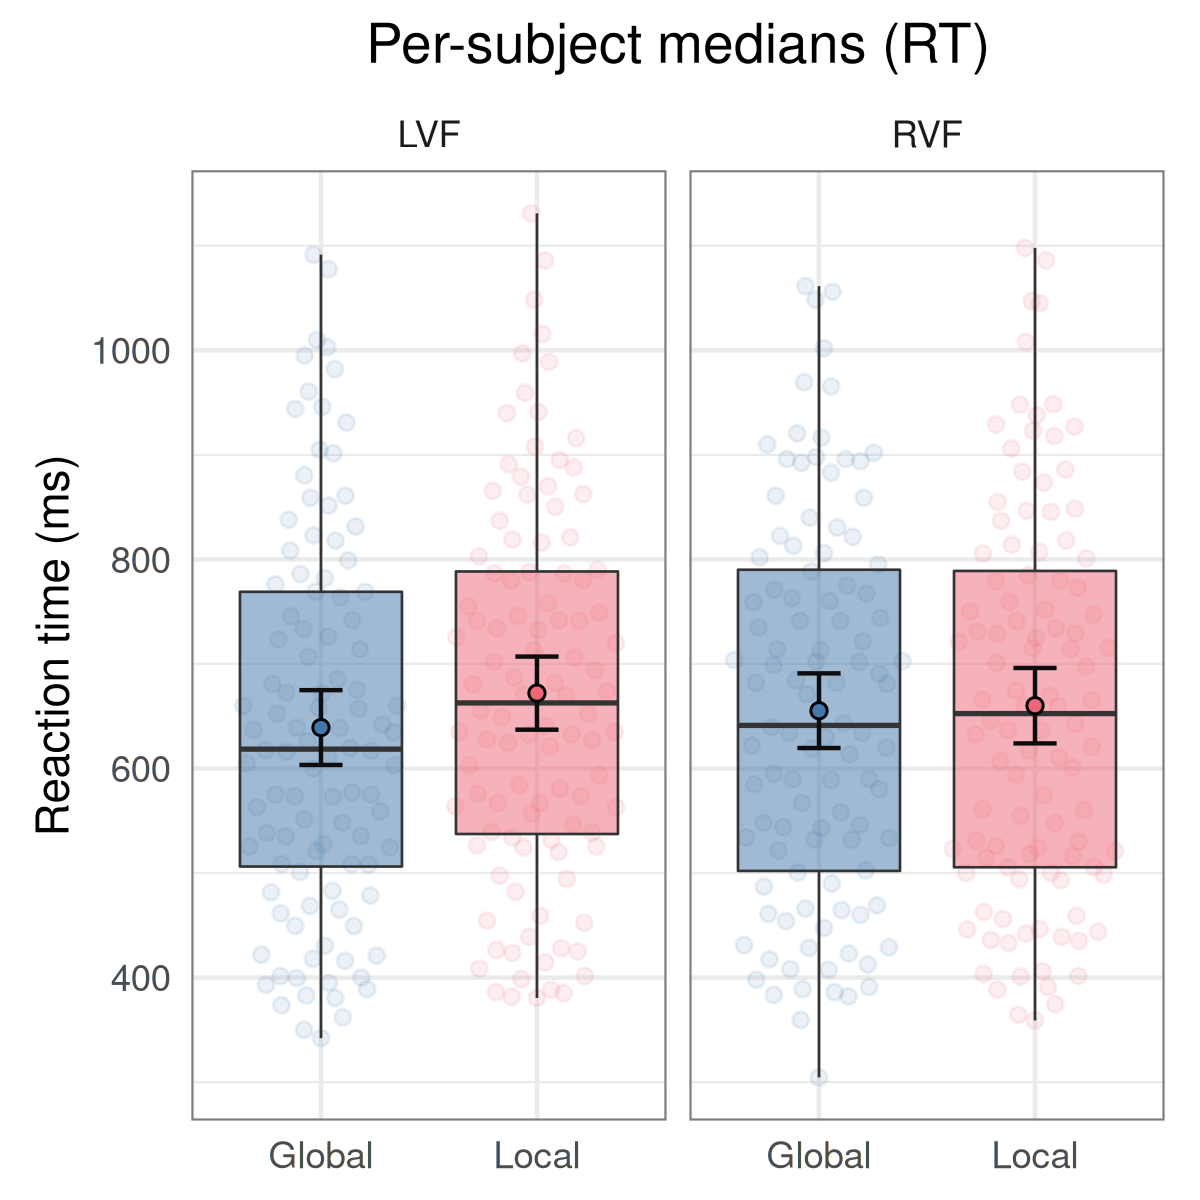 Per-subject medians (RT)
LVF
RVF
Reaction time (ms)
1000
800
600
400
Global
Local
Global
Local